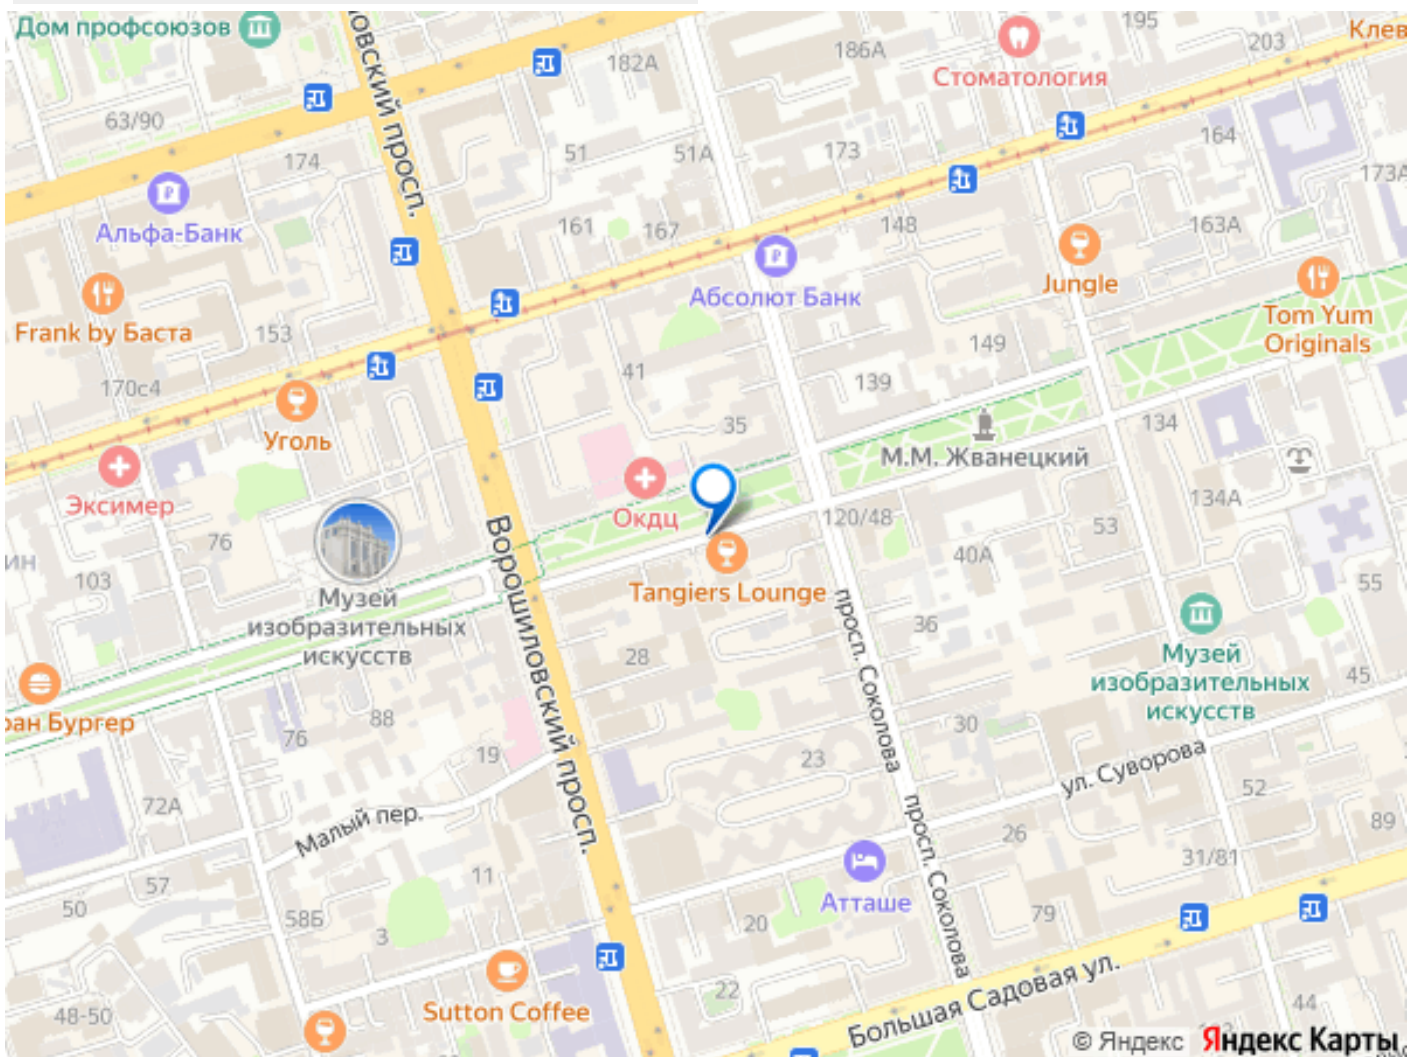 Дом профсоюзов
195
Клев
203
186А
182А
Стоматология
63/90
174
51
51А
173
164
173А
овский просп.
Альфа-Банк
161
167
148
163А
Абсолют Банк
Jungle
Frank by Баста
153
Tom Yum
Originals
149
170с4
41
139
35
134
Уголь
М.М. Жванецкий
Эксимер
Окдц
134А
120/48
53
76
40А
ин
103
55
Tangiers Lounge
Музей
изобразительных
искусств
Ворошиловский просп.
просп. Соколова
36
28
Музей
изобразительных
искусств
45
ран Бургер
88
76
30
19
23
ул. Суворова
52
72А
Малый пер.
просп. Соколова
26
89
31/81
11
57
50
58Б
3
Атташе
20
79
Sutton Coffee
22
Большая Садовая ул.
44
48-50
© Яндекс Яндекс Карты